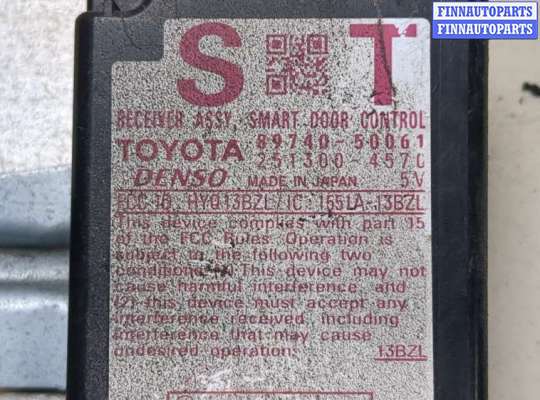 FINNAUTOPARTS
FINNAUTOPARTS
S T
RECEIVER ASSY, SMART DOOR CONTROL
TOYOTA 89740-50061
251300-4570
DENSO MADE IN JAPAN 5V
FCC ID: HYQ13BZL/IC: 1551A-13BZL
This device complies with part 15
of the FCC Rules Operation is
subject to the following two
conditions:(1)This device may not
cause harmful interference, and
(2) this device must accept any
interference received, including
interference that may cause
undesired operation. 13BZL